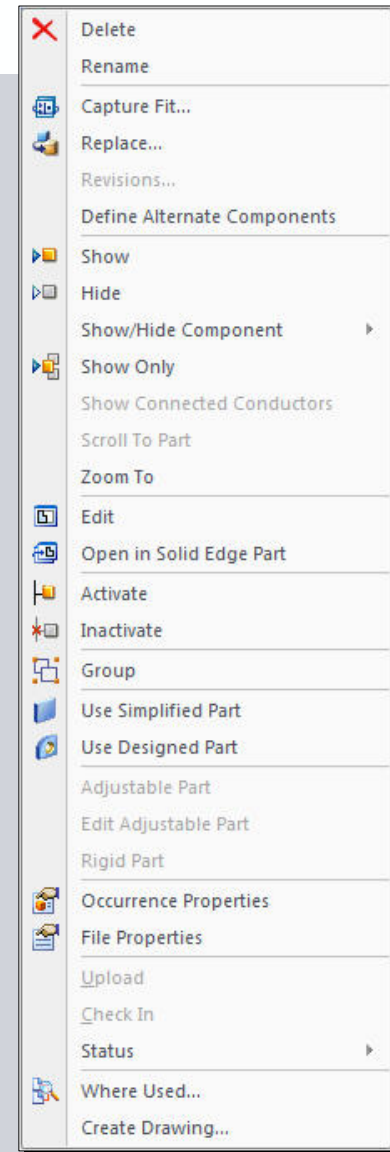 Delete
Rename
Capture Fit...
Replace...
Revisions...
Define Alternate Components
Show
Hide
Show/Hide Component
Show Only
Show Connected Conductors
Scroll To Part
Zoom To
Edit
Open in Solid Edge Part
Activate
Inactivate
Group
Use Simplified Part
Use Designed Part
Adjustable Part
Edit Adjustable Part
Rigid Part
Occurrence Properties
File Properties
Upload
Check In
Status
Where Used...
Create Drawing...